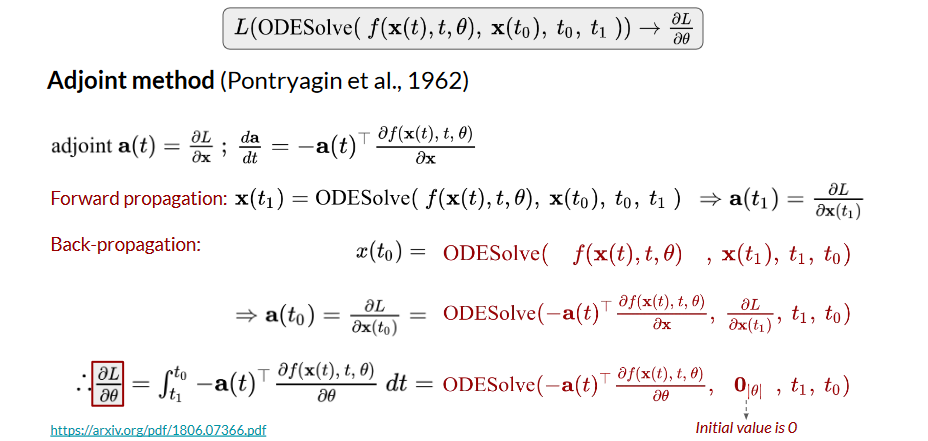 L(ODESolve( f(𝐱(t), t, θ), 𝐱(t₀), t₀, t₁ )) → ∂L/∂θ
Adjoint method (Pontryagin et al., 1962)
adjoint 𝐚(t) = ∂L/∂𝐱 ; d𝐚/dt = −𝐚(t)^⊤ ∂f(𝐱(t), t, θ)/∂𝐱
Forward propagation: 𝐱(t₁) = ODESolve( f(𝐱(t), t, θ), 𝐱(t₀), t₀, t₁ ) ⇒ 𝐚(t₁) = ∂L/∂𝐱(t₁)
Back-propagation: x(t₀) = ODESolve( f(𝐱(t), t, θ) , 𝐱(t₁), t₁, t₀)
⇒ 𝐚(t₀) = ∂L/∂𝐱(t₀) = ODESolve(−𝐚(t)^⊤ ∂f(𝐱(t), t, θ)/∂𝐱, ∂L/∂𝐱(t₁), t₁, t₀)
∴ ∂L/∂θ = ∫_{t₁}^{t₀} −𝐚(t)^⊤ ∂f(𝐱(t), t, θ)/∂θ dt = ODESolve(−𝐚(t)^⊤ ∂f(𝐱(t), t, θ)/∂θ, 𝟎_{|θ|} , t₁, t₀)
Initial value is 0
https://arxiv.org/pdf/1806.07366.pdf